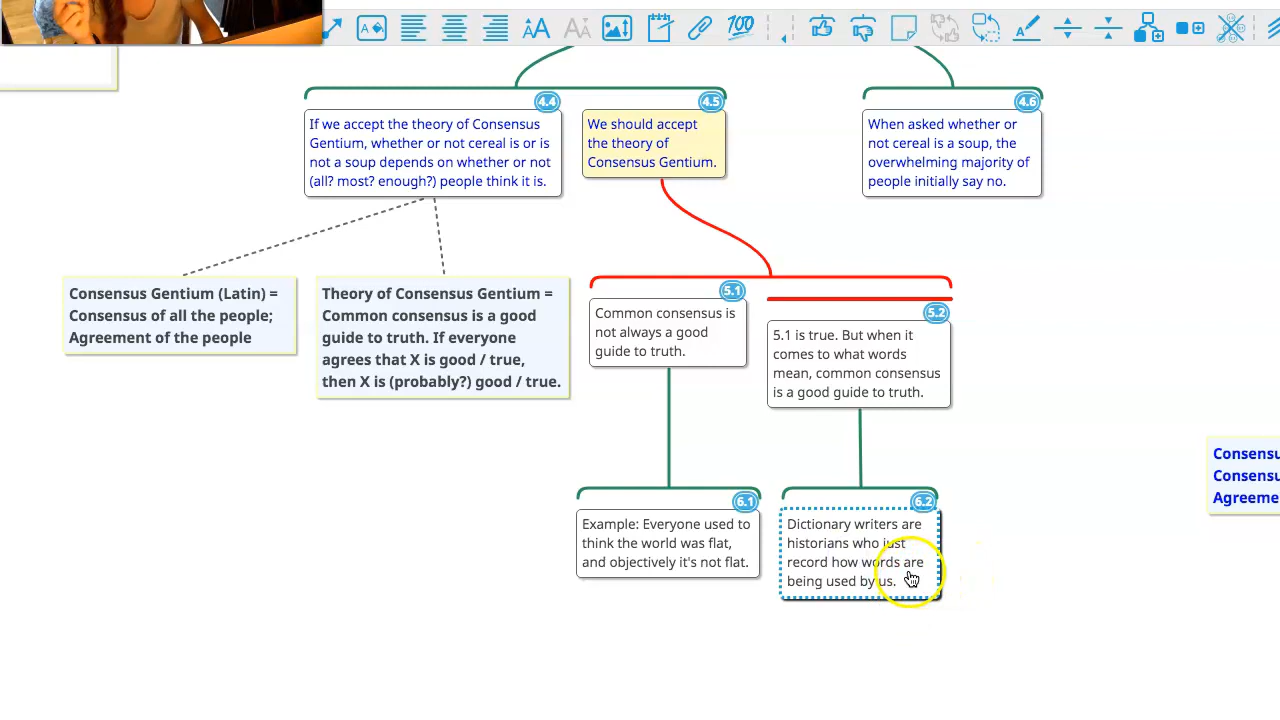 100
4.4
If we accept the theory of Consensus
Gentium, whether or not cereal is or is
not a soup depends on whether or not
(all? most? enough?) people think it is.
4.5
We should accept
the theory of
Consensus Gentium.
4.6
When asked whether or
not cereal is a soup, the
overwhelming majority of
people initially say no.
Consensus Gentium (Latin) =
Consensus of all the people;
Agreement of the people
Theory of Consensus Gentium =
Common consensus is a good
guide to truth. If everyone
agrees that X is good / true,
then X is (probably?) good / true.
5.1
Common consensus is
not always a good
guide to truth.
5.2
5.1 is true. But when it
comes to what words
mean, common consensus
is a good guide to truth.
6.1
Example: Everyone used to
think the world was flat,
and objectively it's not flat.
6.2
Dictionary writers are
historians who just
record how words are
being used by us.
Consensu
Consensu
Agreeme